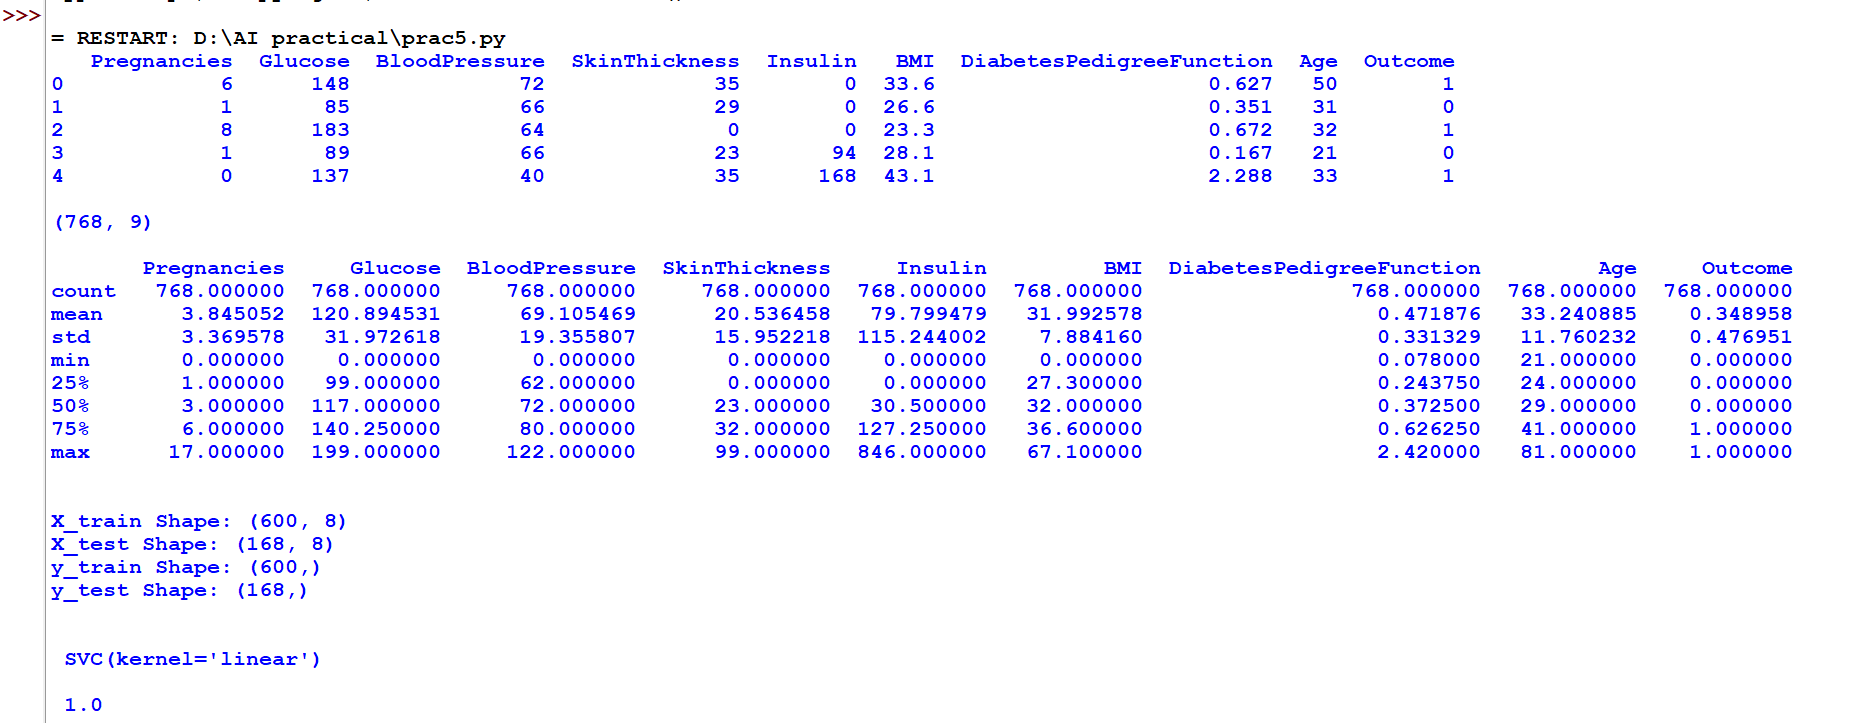 >>>
= RESTART: D:\AI practical\prac5.py
Pregnancies Glucose BloodPressure SkinThickness Insulin BMI DiabetesPedigreeFunction Age Outcome
0 6 148 72 35 0 33.6 0.627 50 1
1 1 85 66 29 0 26.6 0.351 31 0
2 8 183 64 0 0 23.3 0.672 32 1
3 1 89 66 23 94 28.1 0.167 21 0
4 0 137 40 35 168 43.1 2.288 33 1
(768, 9)
Pregnancies Glucose BloodPressure SkinThickness Insulin BMI DiabetesPedigreeFunction Age Outcome
count 768.000000 768.000000 768.000000 768.000000 768.000000 768.000000 768.000000 768.000000 768.000000
mean 3.845052 120.894531 69.105469 20.536458 79.799479 31.992578 0.471876 33.240885 0.348958
std 3.369578 31.972618 19.355807 15.952218 115.244002 7.884160 0.331329 11.760232 0.476951
min 0.000000 0.000000 0.000000 0.000000 0.000000 0.000000 0.078000 21.000000 0.000000
25% 1.000000 99.000000 62.000000 0.000000 0.000000 27.300000 0.243750 24.000000 0.000000
50% 3.000000 117.000000 72.000000 23.000000 30.500000 32.000000 0.372500 29.000000 0.000000
75% 6.000000 140.250000 80.000000 32.000000 127.250000 36.600000 0.626250 41.000000 1.000000
max 17.000000 199.000000 122.000000 99.000000 846.000000 67.100000 2.420000 81.000000 1.000000
X_train Shape: (600, 8)
X_test Shape: (168, 8)
y_train Shape: (600,)
y_test Shape: (168,)
SVC(kernel='linear')
1.0